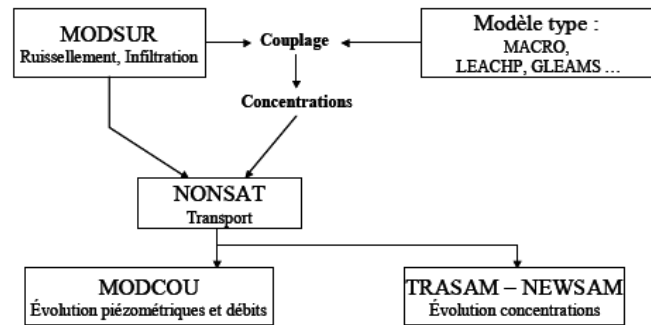 MODSUR
Ruissellement, Infiltration
Couplage
Modèle type :
MACRO,
LEACHP, GLEAMS ...
Concentrations
NONSAT
Transport
MODCOU
Évolution piézométriques et débits
TRASAM – NEWSAM
Évolution concentrations